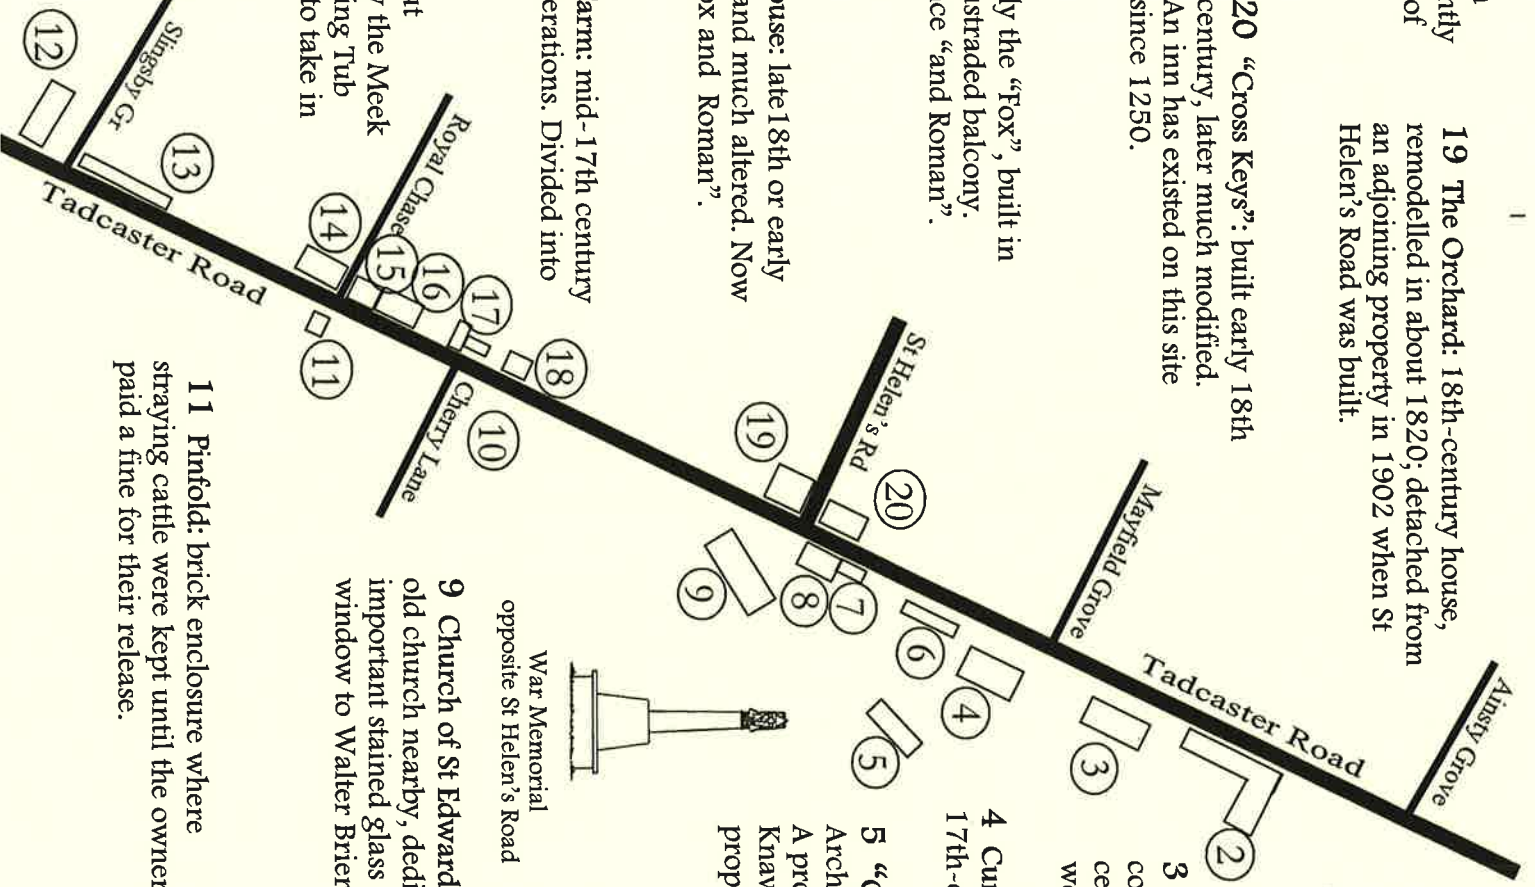 ntly
of
19 The Orchard: 18th-century house,
remodelled in about 1820; detached from
an adjoining property in 1902 when St
Helen's Road was built.
20 “Cross Keys”: built early 18th
century, later much modified.
An inn has existed on this site
since 1250.
ly the “Fox”, built in
ustraded balcony.
ce “and Roman”.
ouse: late18th or early
and much altered. Now
ox and Roman”.
arm: mid-17th century
erations. Divided into
y the Meek
ing Tub
to take in
Ainsty Grove
Tadcaster Road
Mayfield Grove
St Helen's Rd
Cherry Lane
Royal Chase
Slingsby Gr
Tadcaster Road
2
3
4
5
6
7
8
9
20
19
10
18
17
16
15
14
11
13
12
3
co
ce
w
4 Cu
17th-
5 “
Arch
A pro
Knav
prop
War Memorial
opposite St Helen's Road
9 Church of St Edward
old church nearby, dedi
important stained glass
window to Walter Brier
11 Pinfold: brick enclosure where
straying cattle were kept until the owner
paid a fine for their release.